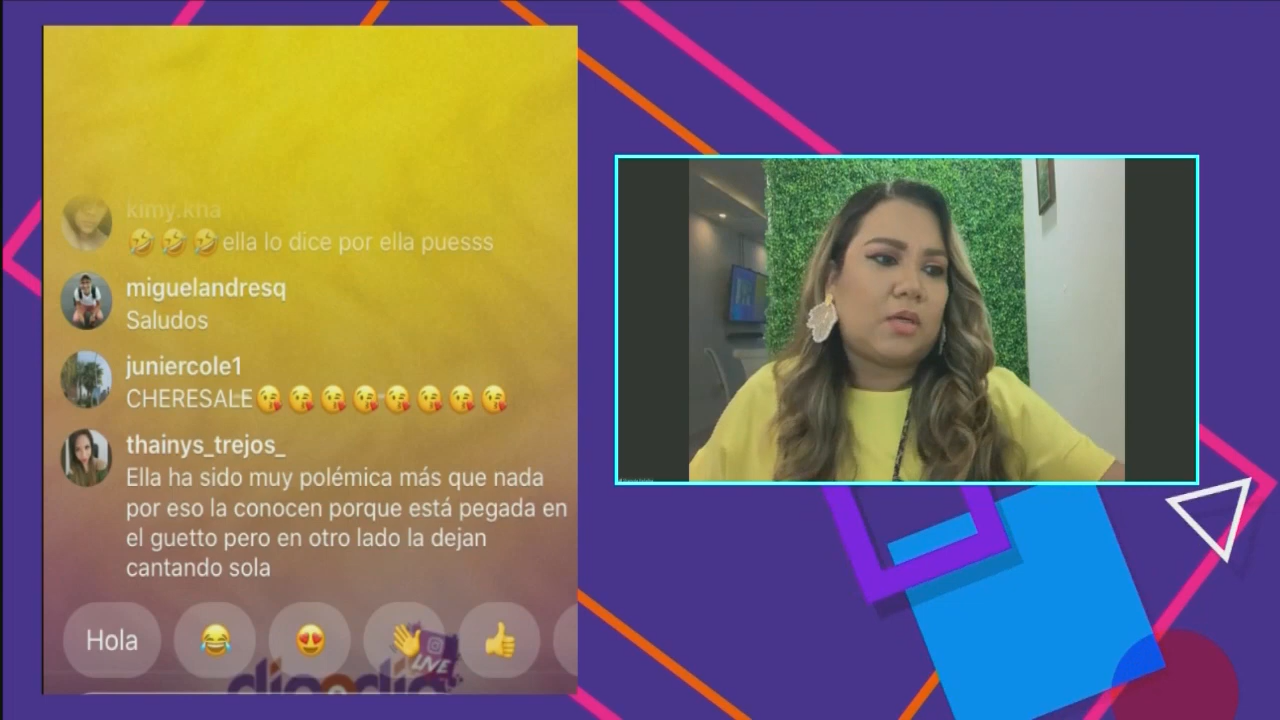 kimy.kna
🤣🤣🤣ella lo dice por ella puesss
miguelandresq
Saludos
juniercole1
CHERESALE😘😘😘😘😘😘😘😘
thainys_trejos_
Ella ha sido muy polémica más que nada
por eso la conocen porque está pegada en
el guetto pero en otro lado la dejan
cantando sola
Hola
LIVE